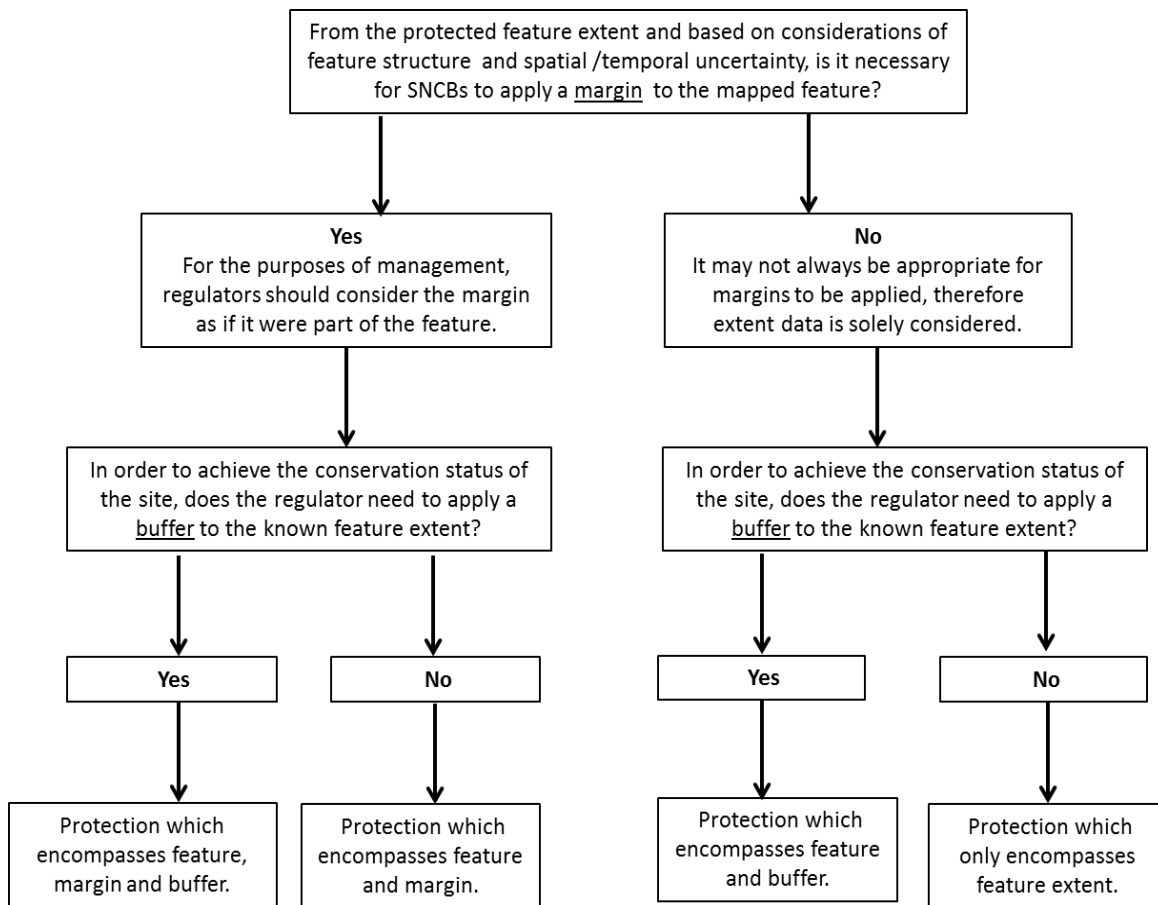 From the protected feature extent and based on considerations of
feature structure and spatial /temporal uncertainty, is it necessary
for SNCBs to apply a margin to the mapped feature?
Yes
For the purposes of management,
regulators should consider the margin
as if it were part of the feature.
No
It may not always be appropriate for
margins to be applied, therefore
extent data is solely considered.
In order to achieve the conservation status of
the site, does the regulator need to apply a
buffer to the known feature extent?
In order to achieve the conservation status of
the site, does the regulator need to apply a
buffer to the known feature extent?
Yes
No
Yes
No
Protection which
encompasses feature,
margin and buffer.
Protection which
encompasses feature
and margin.
Protection which
encompasses feature
and buffer.
Protection which
only encompasses
feature extent.